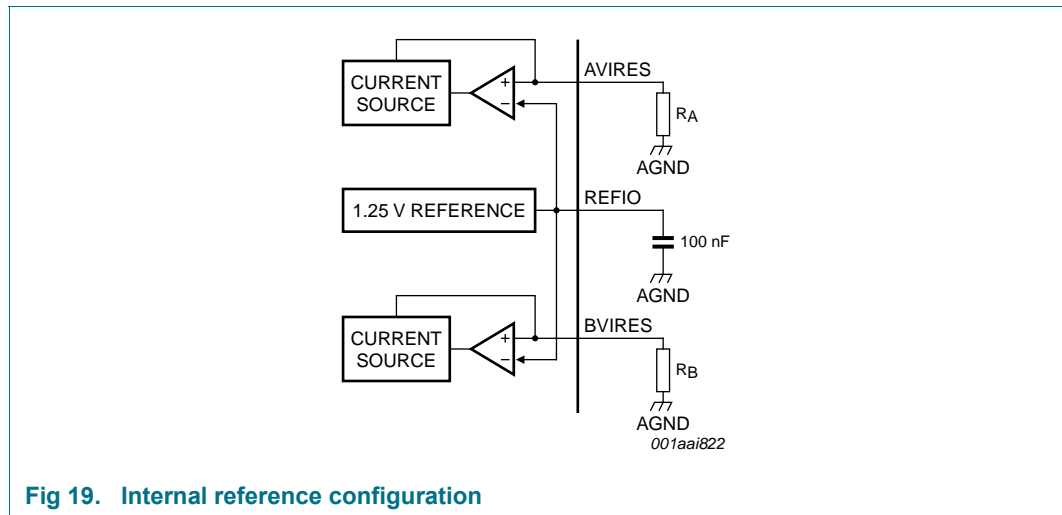 CURRENT
SOURCE
+
−
AVIRES
RA
AGND
1.25 V REFERENCE
REFIO
100 nF
AGND
CURRENT
SOURCE
+
−
BVIRES
RB
AGND
001aai822
Fig 19. Internal reference configuration